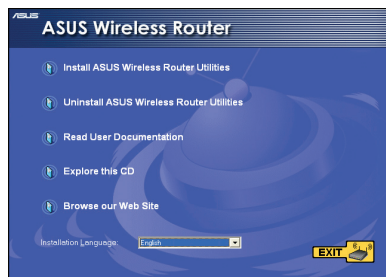 ASUS
ASUS Wireless Router
Install ASUS Wireless Router Utilities
Uninstall ASUS Wireless Router Utilities
Read User Documentation
Explore this CD
Browse our Web Site
Installation Language: English
EXIT